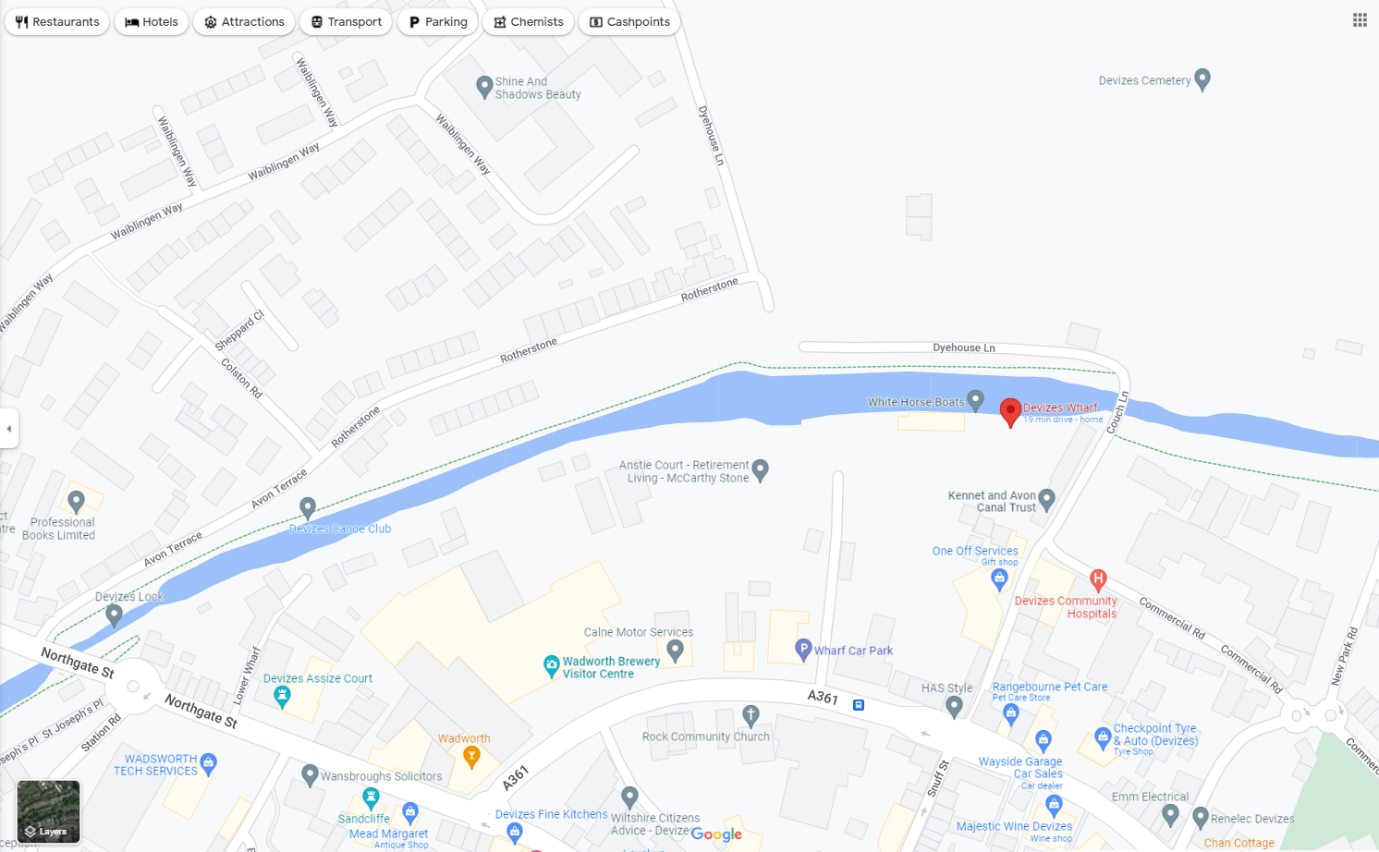 Restaurants
Hotels
Attractions
Transport
P Parking
Chemists
Cashpoints
Shine And
Shadows Beauty
Devizes Cemetery
Waiblingen Way
Waiblingen Way
Waiblingen Way
Waiblingen Way
Waiblingen Way
Waiblingen Way
Dyehouse Ln
Rotherstone
Rotherstone
Rotherstone
Sheppard Cl
Colston Rd
Dyehouse Ln
White Horse Boats
Devizes Wharf
19 min drive - home
Couch Ln
Anstie Court - Retirement
Living - McCarthy Stone
Kennet and Avon
Canal Trust
Avon Terrace
Avon Terrace
Professional
Books Limited
Devizes Canoe Club
One Off Services
Gift shop
H
Devizes Community
Hospitals
Devizes Lock
Commercial Rd
Commercial Rd
New Park Rd
Calne Motor Services
P
Wharf Car Park
Wadworth Brewery
Visitor Centre
Northgate St
Lower Wharf
Devizes Assize Court
Northgate St
A361
HAS Style
Rangebourne Pet Care
Pet Care Store
St Joseph's Pl
Station Rd
Rock Community Church
Checkpoint Tyre
& Auto (Devizes)
Tyre Shop
Wadworth
WADSWORTH
TECH SERVICES
Wansbroughs Solicitors
A361
Snuff St
Wayside Garage
Car Sales
Car dealer
Emm Electrical
Renelec Devizes
Sandcliffe
Mead Margaret
Antique Shop
Devizes Fine Kitchens
Wiltshire Citizens
Advice - Devizes
Google
Majestic Wine Devizes
Wine shop
Chan Cottage
Layers